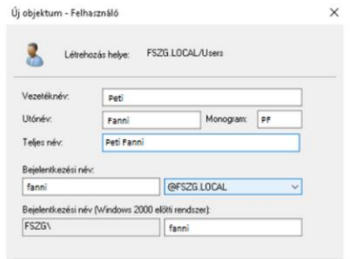 Új objektum - Felhasználó
Létrehozás helye: FSZG.LOCAL/Users
Vezetéknév: Peti
Utónév: Fanni Monogram: PF
Teljes név: Peti Fanni
Bejelentkezési név:
fanni @FSZG.LOCAL
Bejelentkezési név (Windows 2000 előtti rendszer):
FSZG\ fanni